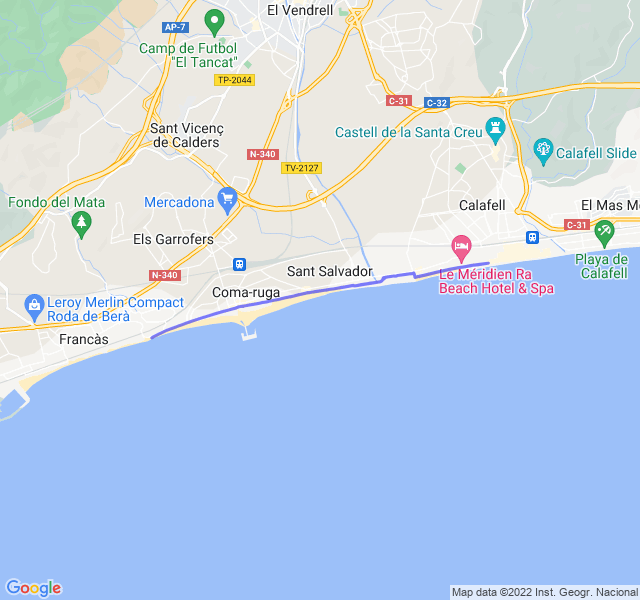 El Vendrell
AP-7
Camp de Futbol
"El Tancat"
TP-2044
C-31
C-32
Sant Vicenç
de Calders
Castell de la Santa Creu
Calafell Slide
N-340
TV-2127
Fondo del Mata
Mercadona
Calafell
El Mas Me
C-31
Els Garrofers
Playa de
Calafell
N-340
Sant Salvador
Le Méridien Ra
Beach Hotel & Spa
Coma-ruga
Leroy Merlin Compact
Roda de Berà
Francàs
Google
Map data ©2022 Inst. Geogr. Nacional